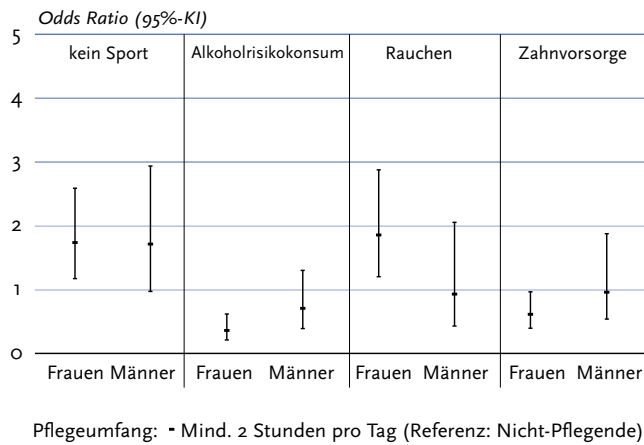 Odds Ratio (95%-KI)
5
kein Sport Alkoholrisikokonsum Rauchen Zahnvorsorge
4
3
2
1
0
Frauen Männer Frauen Männer Frauen Männer Frauen Männer
Pflegeumfang: Mind. 2 Stunden pro Tag (Referenz: Nicht-Pflegende)